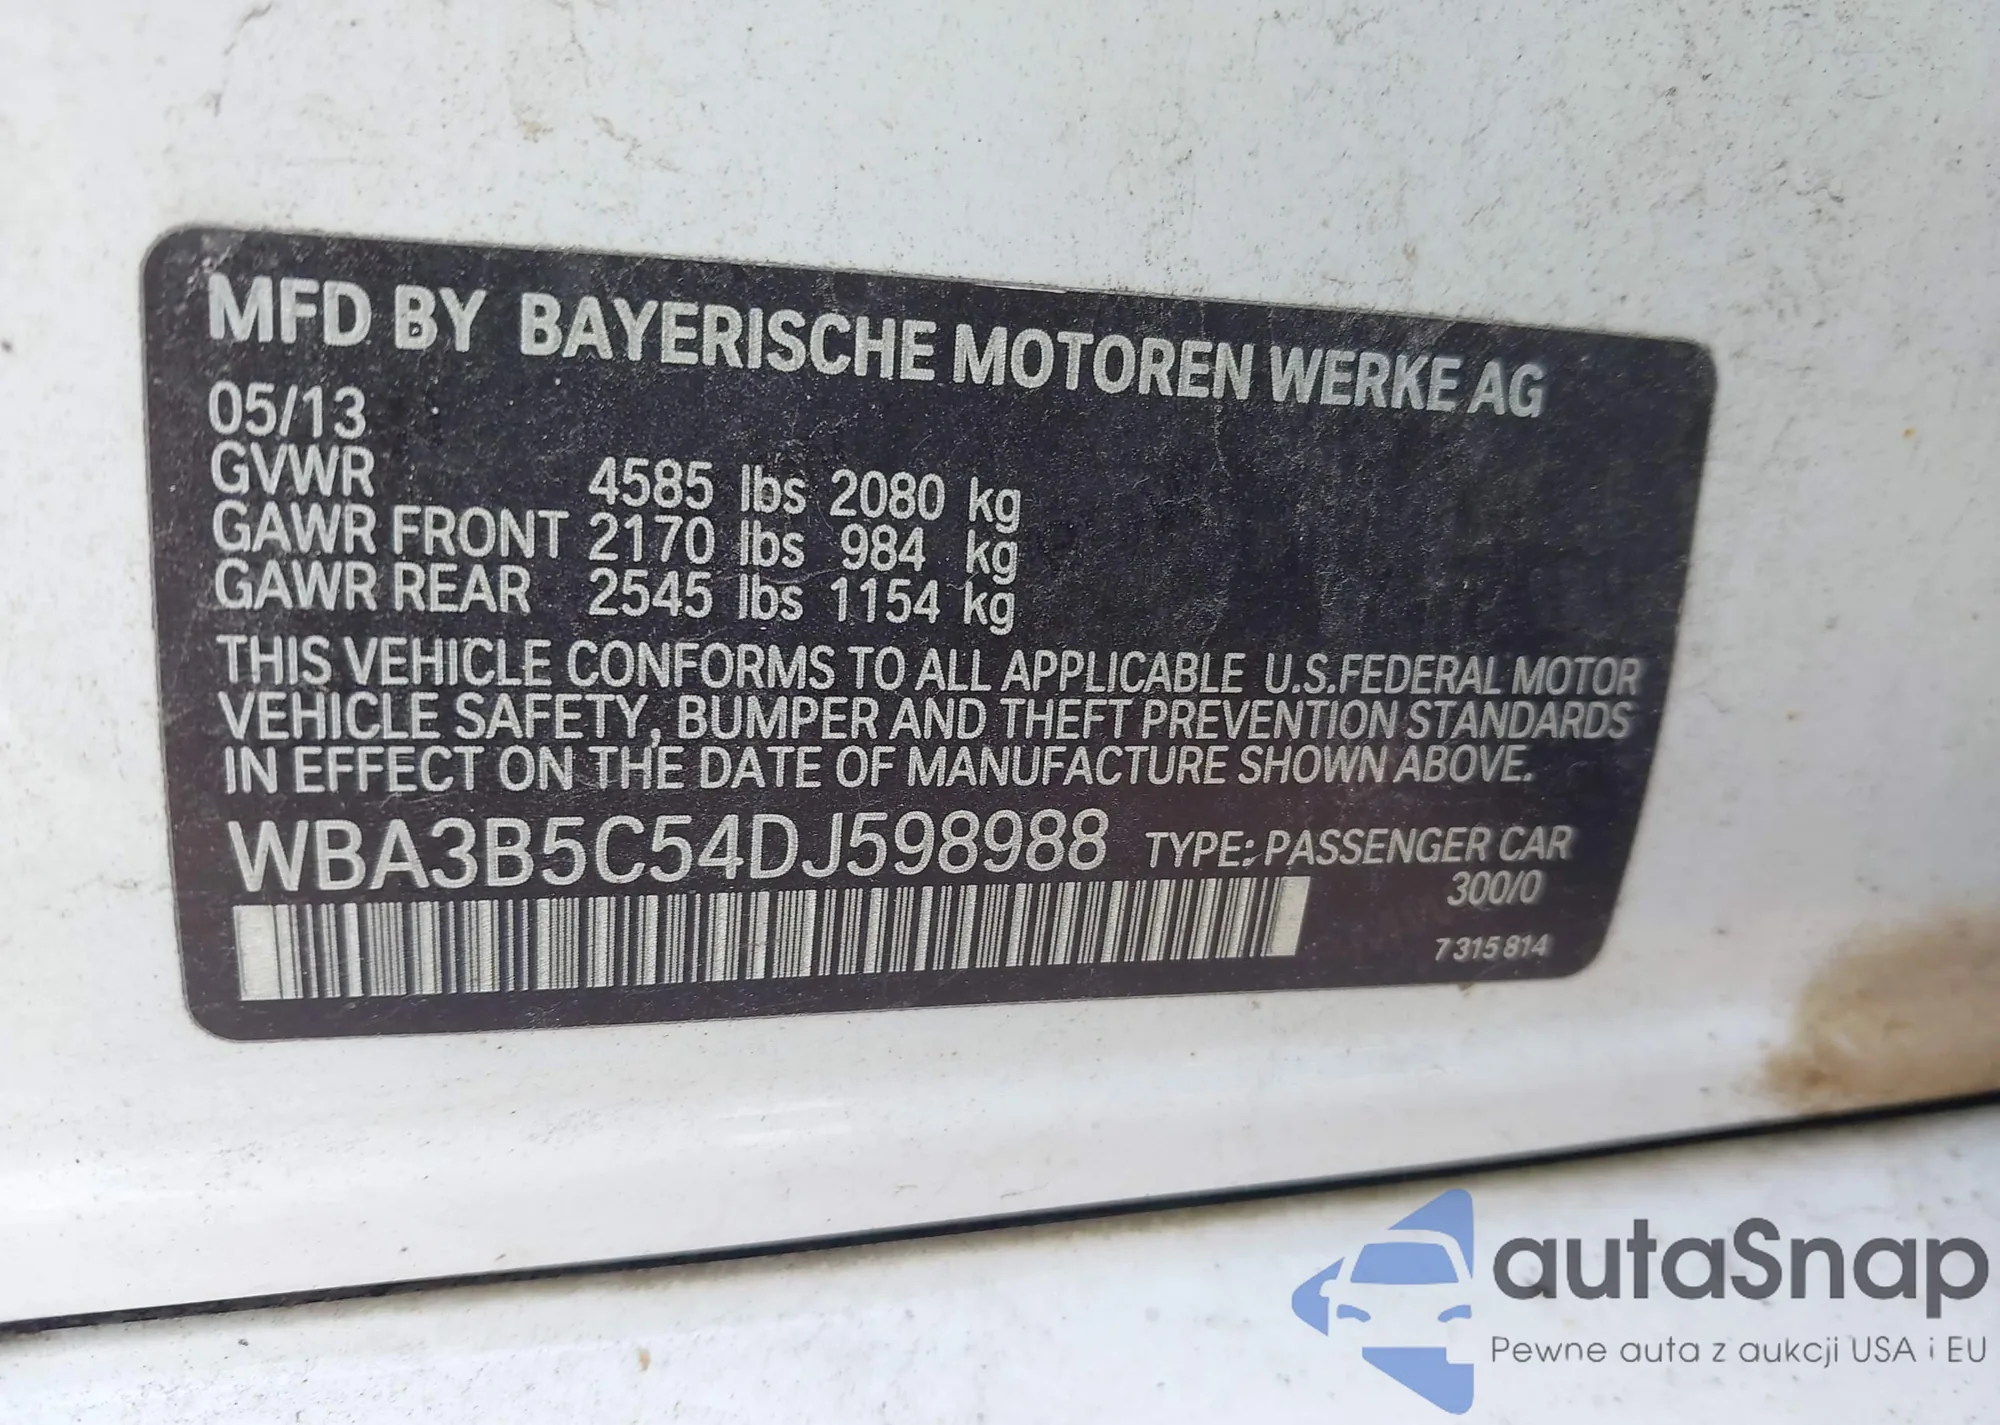 MFD BY BAYERISCHE MOTOREN WERKE AG
05/13
GVWR 4585 lbs 2080 kg
GAWR FRONT 2170 lbs 984 kg
GAWR REAR 2545 lbs 1154 kg
THIS VEHICLE CONFORMS TO ALL APPLICABLE U.S.FEDERAL MOTOR
VEHICLE SAFETY, BUMPER AND THEFT PREVENTION STANDARDS
IN EFFECT ON THE DATE OF MANUFACTURE SHOWN ABOVE.
WBA3B5C54DJ598988 TYPE: PASSENGER CAR
300/0
7 315 814
autaSnap
Pewne auta z aukcji USA i EU